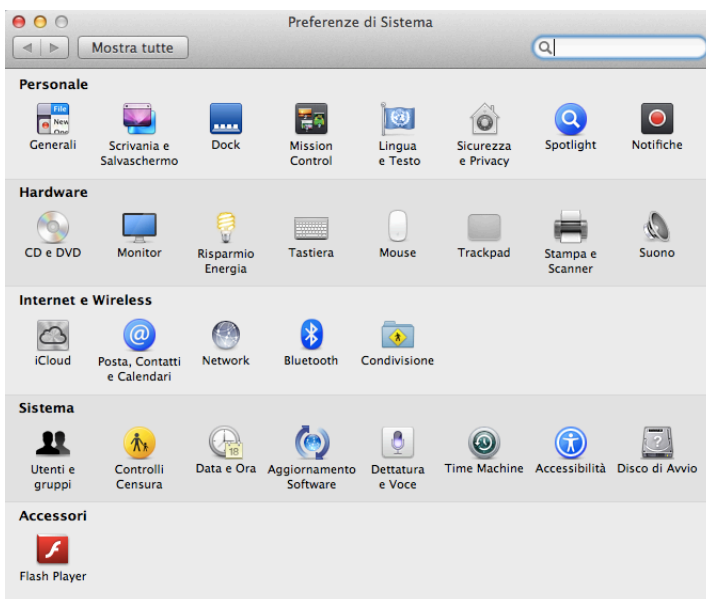 Preferenze di Sistema
Mostra tutte
Personale
Generali Scrivania e Salvaschermo Dock Mission Control Lingua e Testo Sicurezza e Privacy Spotlight Notifiche
Hardware
CD e DVD Monitor Risparmio Energia Tastiera Mouse Trackpad Stampa e Scanner Suono
Internet e Wireless
iCloud Posta, Contatti e Calendari Network Bluetooth Condivisione
Sistema
Utenti e gruppi Controlli Censura Data e Ora Aggiornamento Software Dettatura e Voce Time Machine Accessibilità Disco di Avvio
Accessori
Flash Player